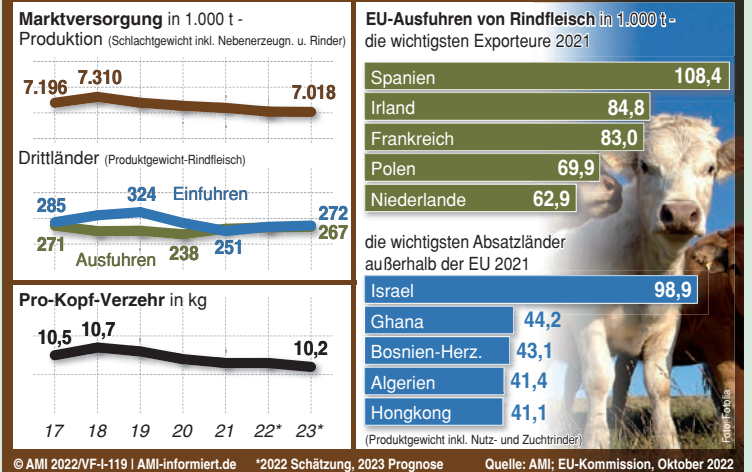 Marktversorgung in 1.000 t -
Produktion (Schlachtgewicht inkl. Nebenerzeugn. u. Rinder)
7.196 7.310 7.018
Drittländer (Produktgewicht-Rindfleisch)
285 324 Einfuhren 272
271 Ausfuhren 238 251 267
Pro-Kopf-Verzehr in kg
10,5 10,7 10,2
17 18 19 20 21 22* 23*
EU-Ausfuhren von Rindfleisch in 1.000 t -
die wichtigsten Exporteure 2021
Spanien 108,4
Irland 84,8
Frankreich 83,0
Polen 69,9
Niederlande 62,9
die wichtigsten Absatzländer
außerhalb der EU 2021
Israel 98,9
Ghana 44,2
Bosnien-Herz. 43,1
Algerien 41,4
Hongkong 41,1
(Produktgewicht inkl. Nutz- und Zuchtrinder)
Foto: Fotolia
© AMI 2022/VF-I-119 | AMI-informiert.de *2022 Schätzung, 2023 Prognose Quelle: AMI; EU-Kommission, Oktober 2022